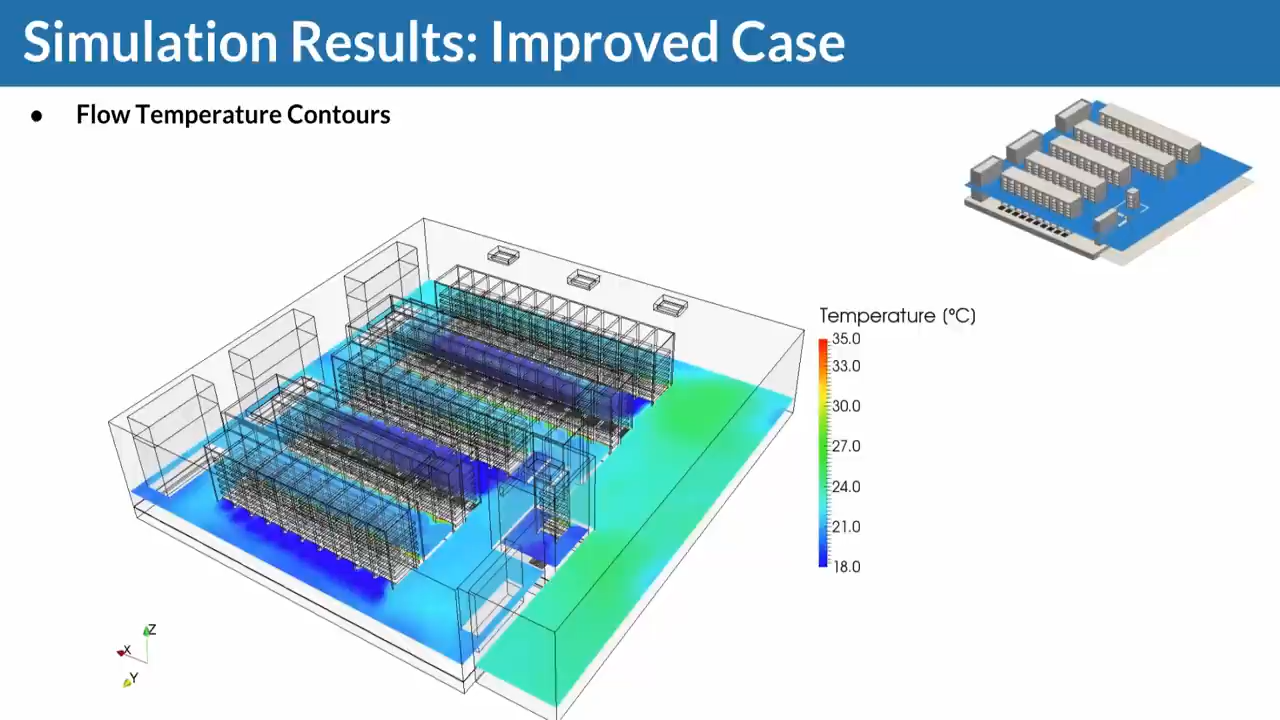 Simulation Results: Improved Case
● Flow Temperature Contours
Temperature (ºC)
35.0
33.0
30.0
27.0
24.0
21.0
18.0
Z
X
Y